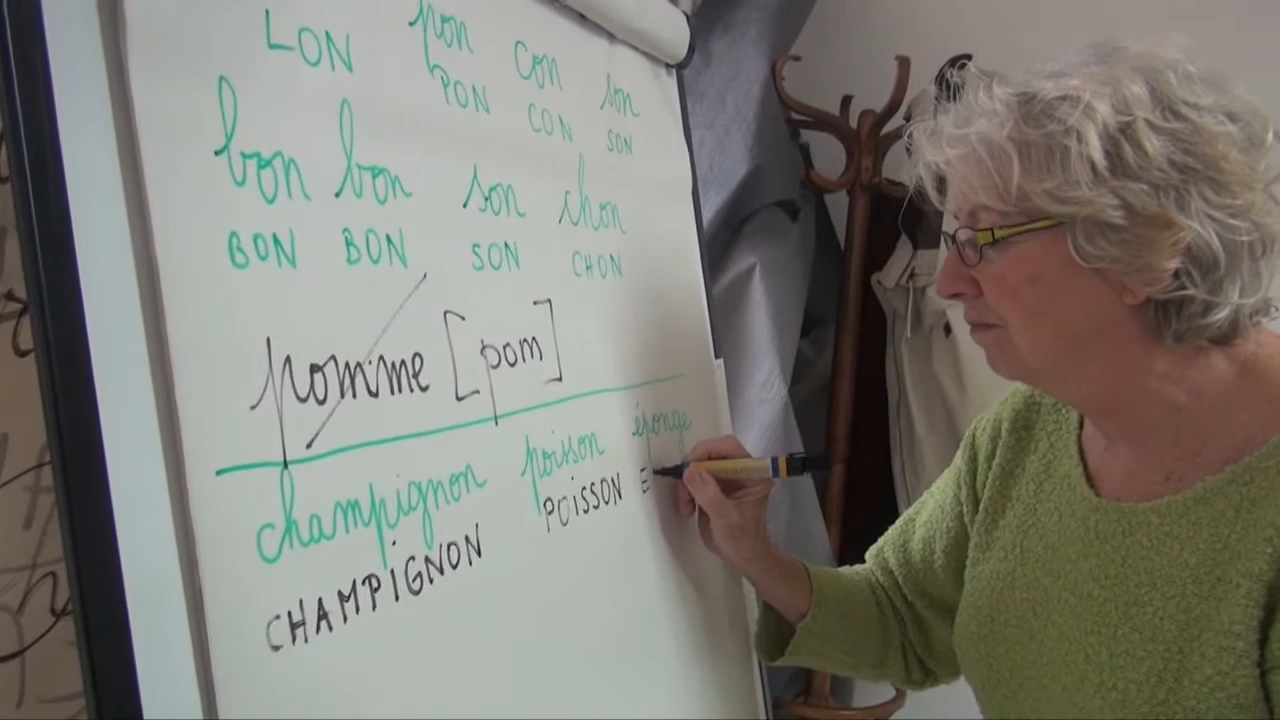 LON pon con son
PON CON SON
bon bon son chon
BON BON SON CHON
pomme [pom]
champignon poisson éponge
CHAMPIGNON POISSON E